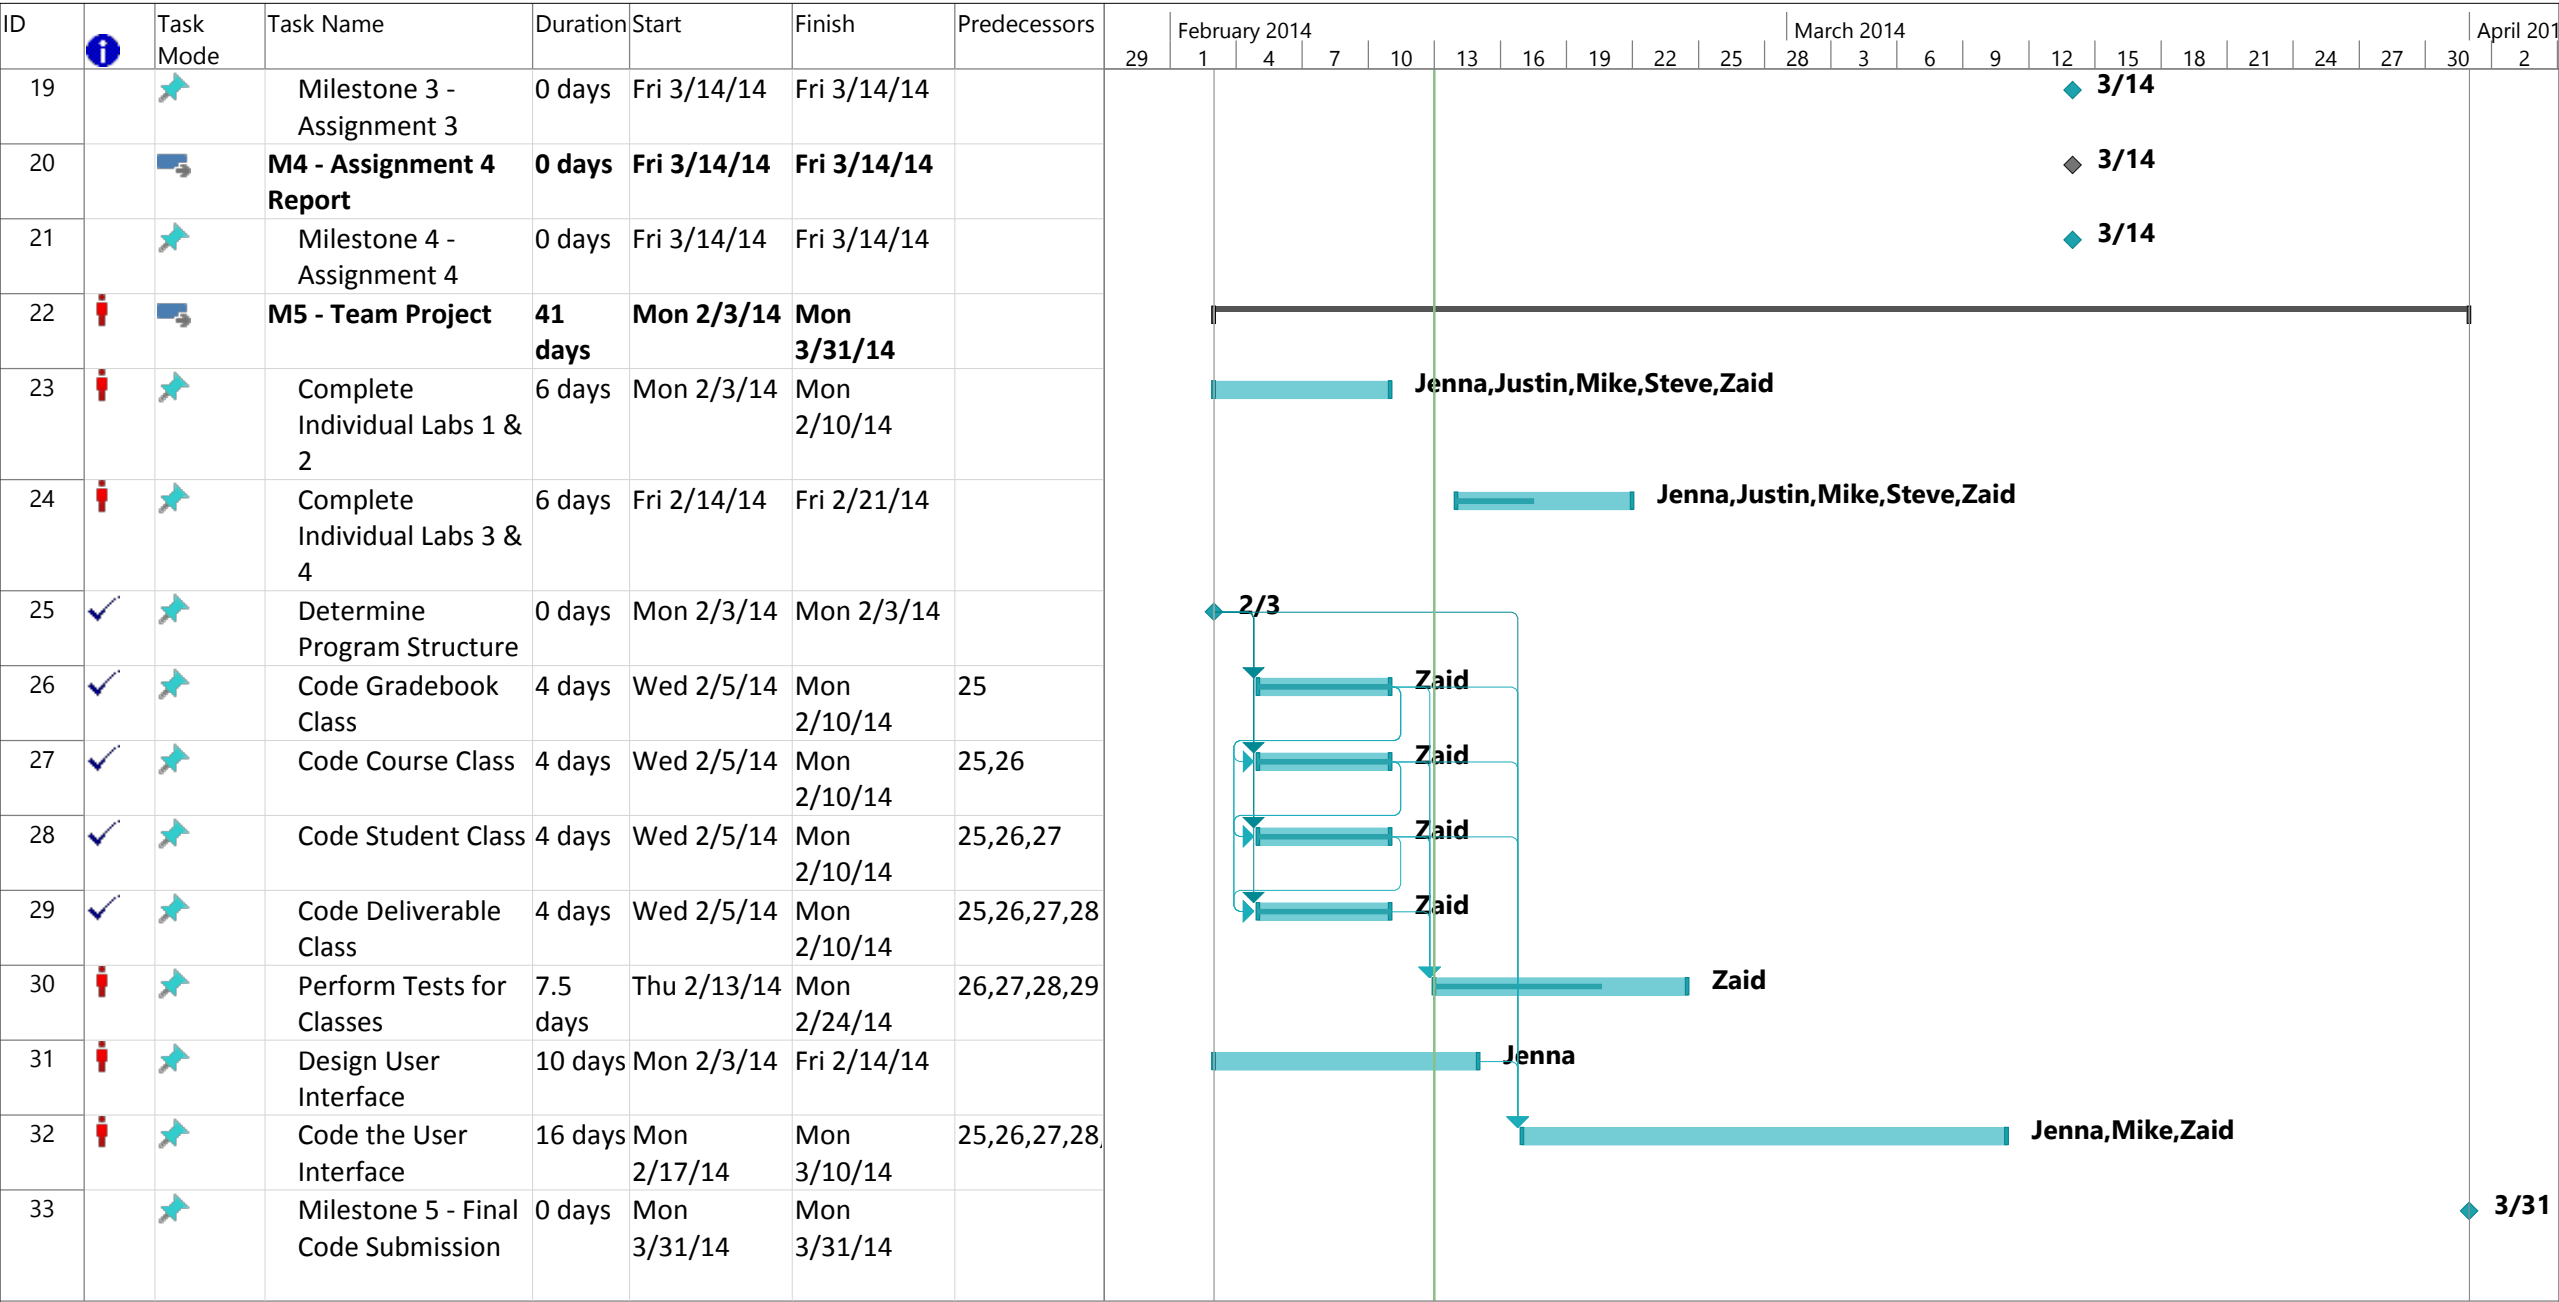 ID Task Mode Task Name Duration Start Finish Predecessors
February 2014 March 2014 April 201
29 1 4 7 10 13 16 19 22 25 28 3 6 9 12 15 18 21 24 27 30 2
19 Milestone 3 - Assignment 3 0 days Fri 3/14/14 Fri 3/14/14 3/14
20 M4 - Assignment 4 Report 0 days Fri 3/14/14 Fri 3/14/14 3/14
21 Milestone 4 - Assignment 4 0 days Fri 3/14/14 Fri 3/14/14 3/14
22 M5 - Team Project 41 days Mon 2/3/14 Mon 3/31/14
23 Complete Individual Labs 1 & 2 6 days Mon 2/3/14 Mon 2/10/14 Jenna,Justin,Mike,Steve,Zaid
24 Complete Individual Labs 3 & 4 6 days Fri 2/14/14 Fri 2/21/14 Jenna,Justin,Mike,Steve,Zaid
25 Determine Program Structure 0 days Mon 2/3/14 Mon 2/3/14 2/3
26 Code Gradebook Class 4 days Wed 2/5/14 Mon 2/10/14 25 Zaid
27 Code Course Class 4 days Wed 2/5/14 Mon 2/10/14 25,26 Zaid
28 Code Student Class 4 days Wed 2/5/14 Mon 2/10/14 25,26,27 Zaid
29 Code Deliverable Class 4 days Wed 2/5/14 Mon 2/10/14 25,26,27,28 Zaid
30 Perform Tests for Classes 7.5 days Thu 2/13/14 Mon 2/24/14 26,27,28,29 Zaid
31 Design User Interface 10 days Mon 2/3/14 Fri 2/14/14 Jenna
32 Code the User Interface 16 days Mon 2/17/14 Mon 3/10/14 25,26,27,28, Jenna,Mike,Zaid
33 Milestone 5 - Final Code Submission 0 days Mon 3/31/14 Mon 3/31/14 3/31